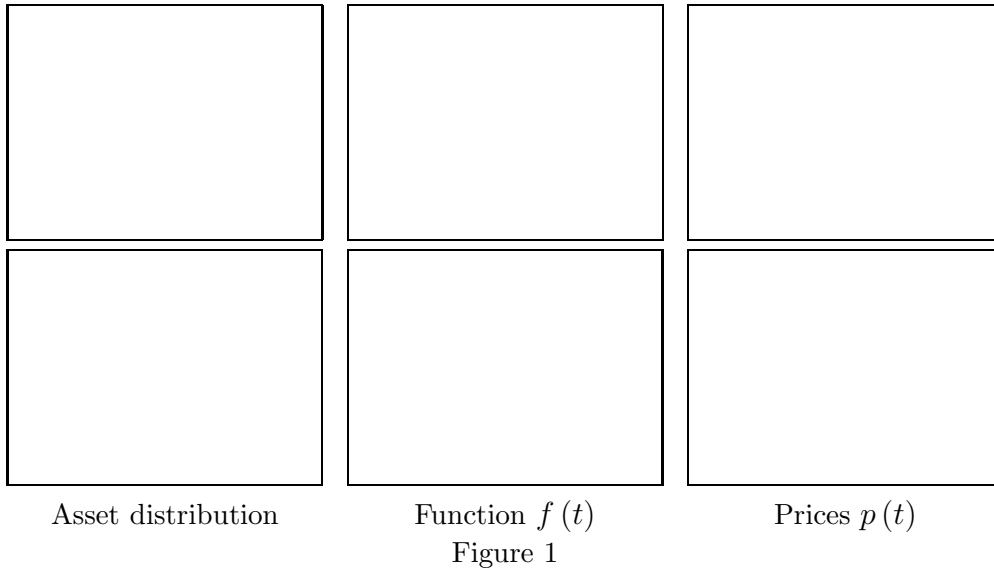 Asset distribution
Function f (t)
Prices p (t)
Figure 1